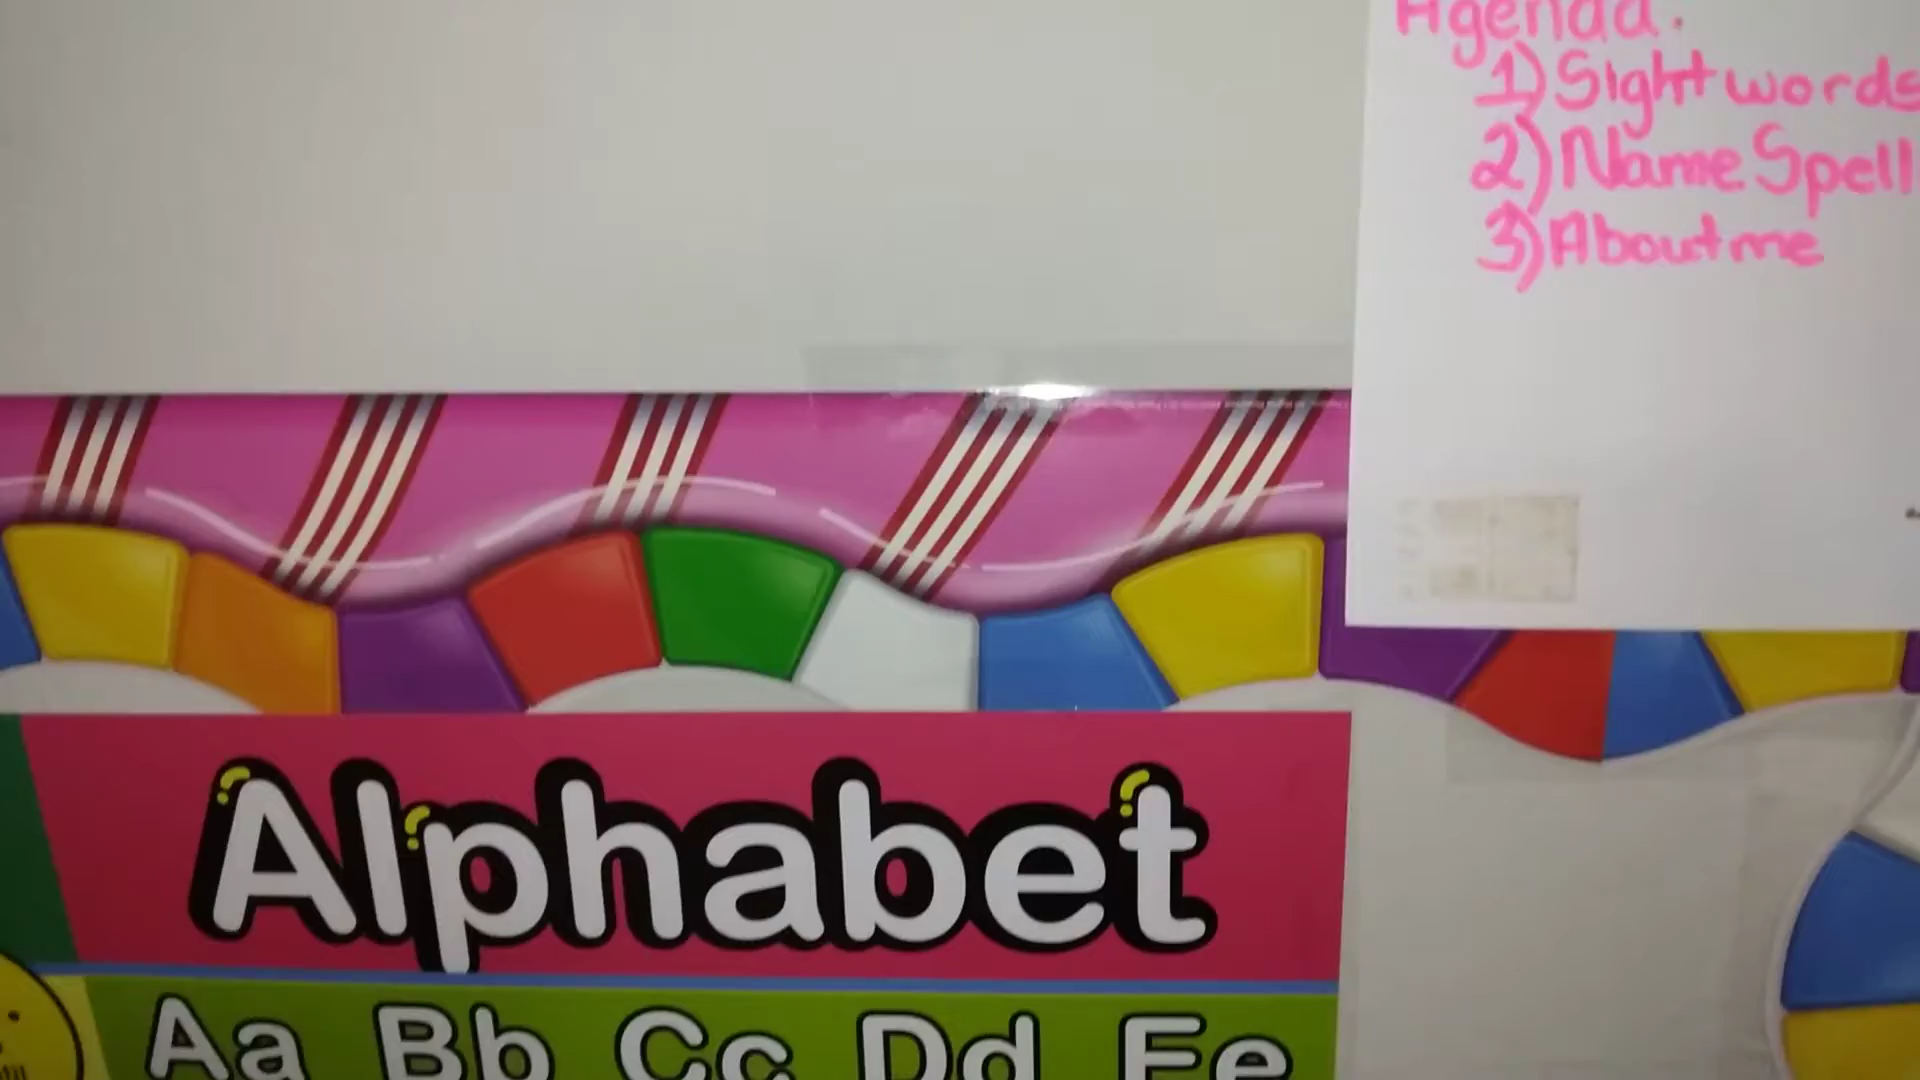 Agenda:
1) Sight words
2) Name Spell
3) About me
Alphabet
Aa Bb Cc Dd Ee